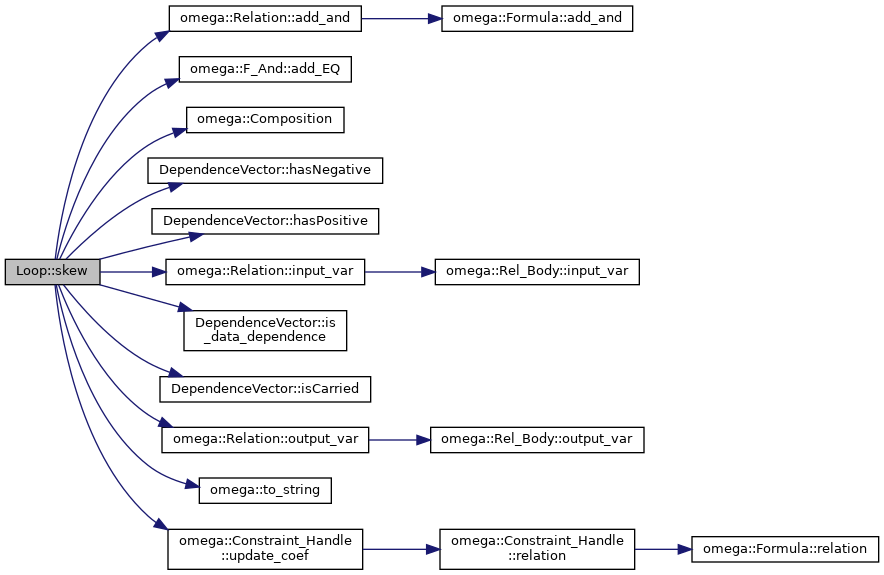 omega::Relation::add_and
omega::Formula::add_and
omega::F_And::add_EQ
omega::Composition
DependenceVector::hasNegative
DependenceVector::hasPositive
Loop::skew
omega::Relation::input_var
omega::Rel_Body::input_var
DependenceVector::is
_data_dependence
DependenceVector::isCarried
omega::Relation::output_var
omega::Rel_Body::output_var
omega::to_string
omega::Constraint_Handle
::update_coef
omega::Constraint_Handle
::relation
omega::Formula::relation